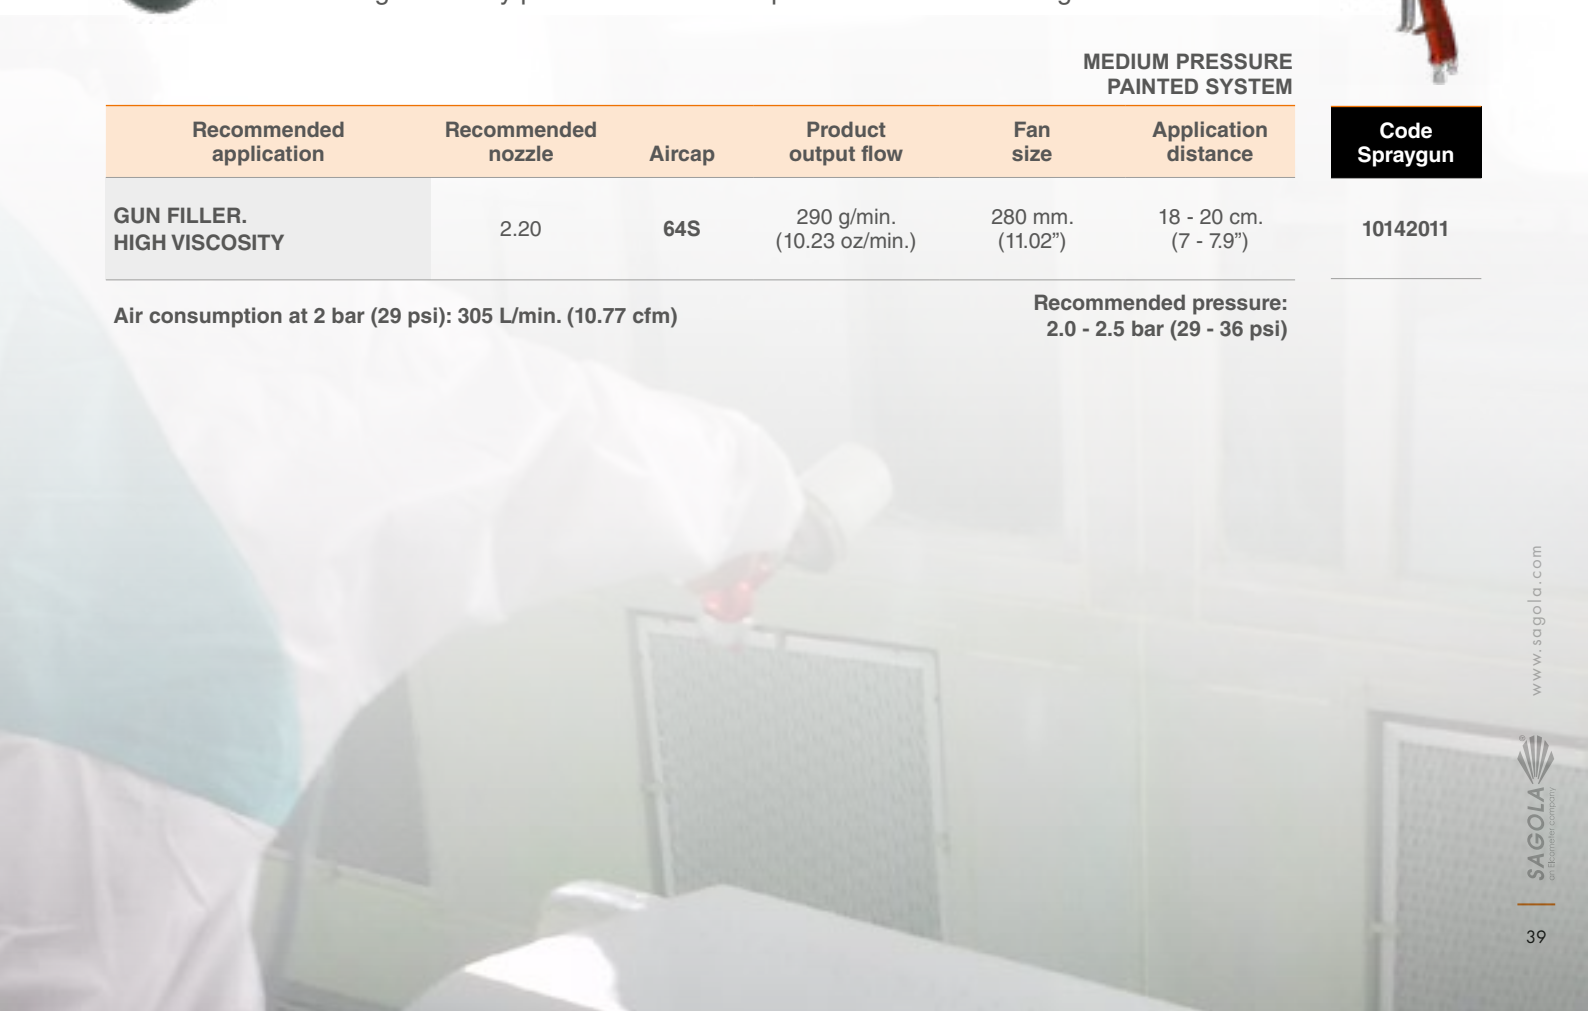 MEDIUM PRESSURE
PAINTED SYSTEM
Recommended application
Recommended nozzle
Aircap
Product output flow
Fan size
Application distance
Code Spraygun
GUN FILLER.
HIGH VISCOSITY
2.20
64S
290 g/min.
(10.23 oz/min.)
280 mm.
(11.02”)
18 - 20 cm.
(7 - 7.9”)
10142011
Air consumption at 2 bar (29 psi): 305 L/min. (10.77 cfm)
Recommended pressure:
2.0 - 2.5 bar (29 - 36 psi)
www.sagola.com
SAGOLA®
an Elcometer company
39